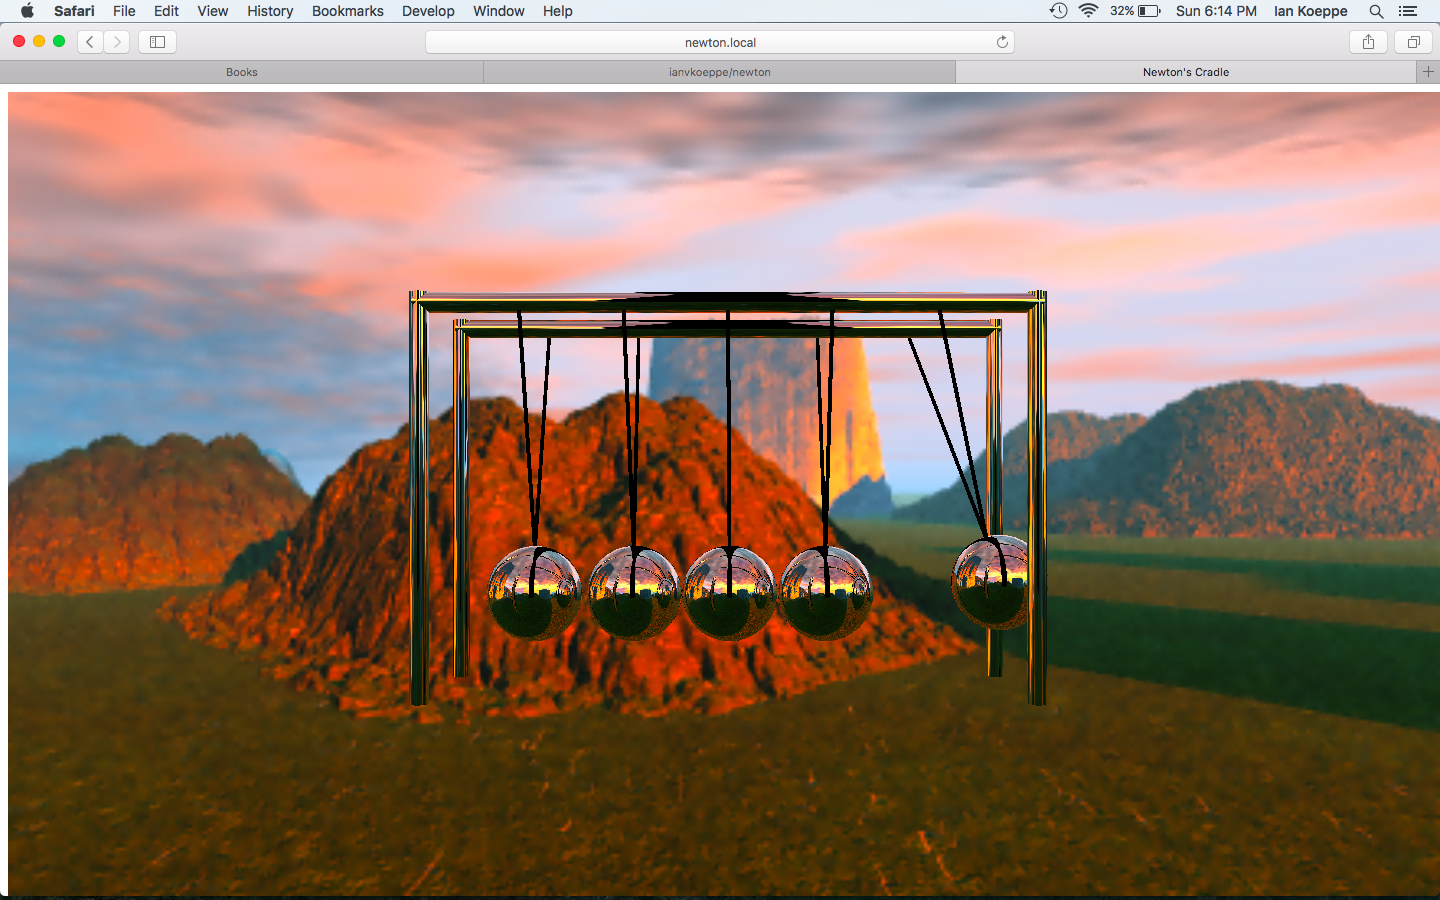 Safari File Edit View History Bookmarks Develop Window Help 32% Sun 6:14 PM Ian Koeppe
newton.local
Books ianvkoeppe/newton Newton's Cradle